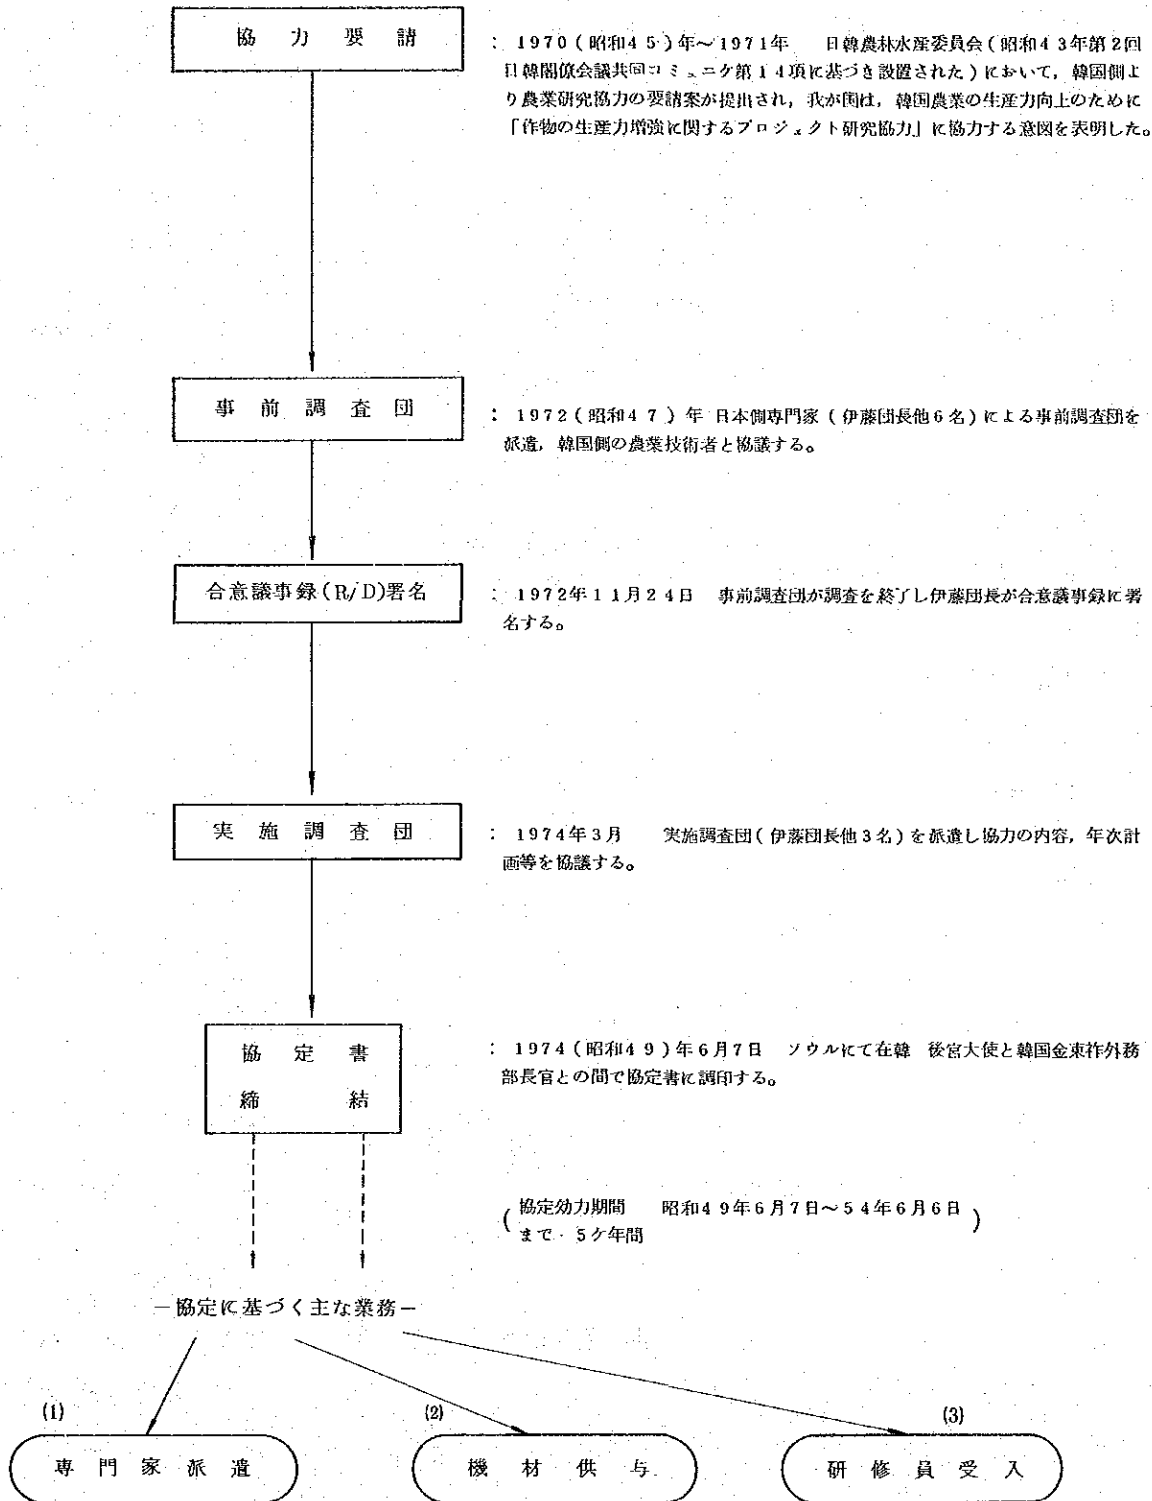 協力要請
: 1970(昭和45)年～1971年　日韓農林水産委員会(昭和43年第2回
日韓閣僚会議共同コミュニケ第14項に基づき設置された)において，韓国側よ
り農業研究協力の要請案が提出され，我が国は，韓国農業の生産力向上のために
「作物の生産力増強に関するプロジェクト研究協力」に協力する意図を表明した。
事前調査団
: 1972(昭和47)年 日本側専門家(伊藤団長他6名)による事前調査団を
派遣，韓国側の農業技術者と協議する。
合意議事録(R/D)署名
: 1972年11月24日　事前調査団が調査を終了し伊藤団長が合意議事録に署
名する。
実施調査団
: 1974年3月　実施調査団(伊藤団長他3名)を派遣し協力の内容，年次計
画等を協議する。
協定書
締結
: 1974(昭和49)年6月7日　ソウルにて在韓　後宮大使と韓国金東祚外務
部長官との間で協定書に調印する。
(協定効力期間　昭和49年6月7日～54年6月6日
まで・5ケ年間)
－協定に基づく主な業務－
(1)　(2)　(3)
専門家派遣　機材供与　研修員受入